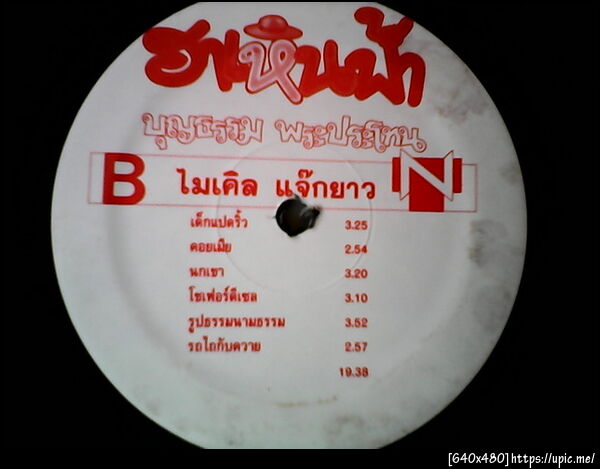 ฮาเหินฟ้า
บุญธรรม พระประโทน
B ไมเคิล แจ๊กยาว N
เด็กแปดริ้ว 3.25
คอยเมีย 2.54
นกเขา 3.20
โชเฟอร์ดีเซล 3.10
รูปธรรมนามธรรม 3.52
รถไถกับควาย 2.57
19.38
[640x480]https://upic.me/